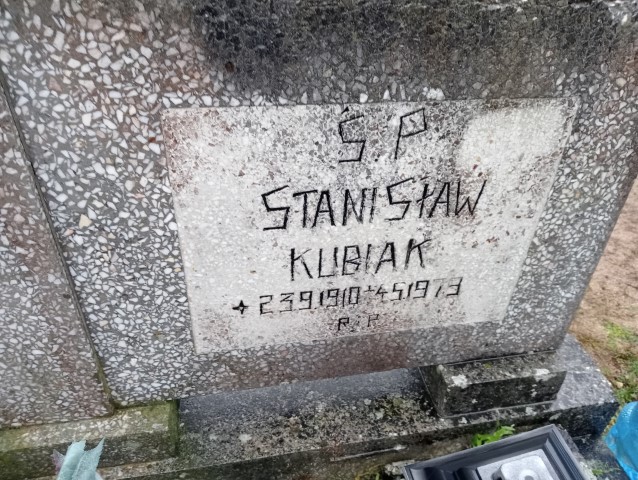 Ś.P
STANISŁAW
KUBIAK
+ 23.9.1910 +4.5.1973
R.P.